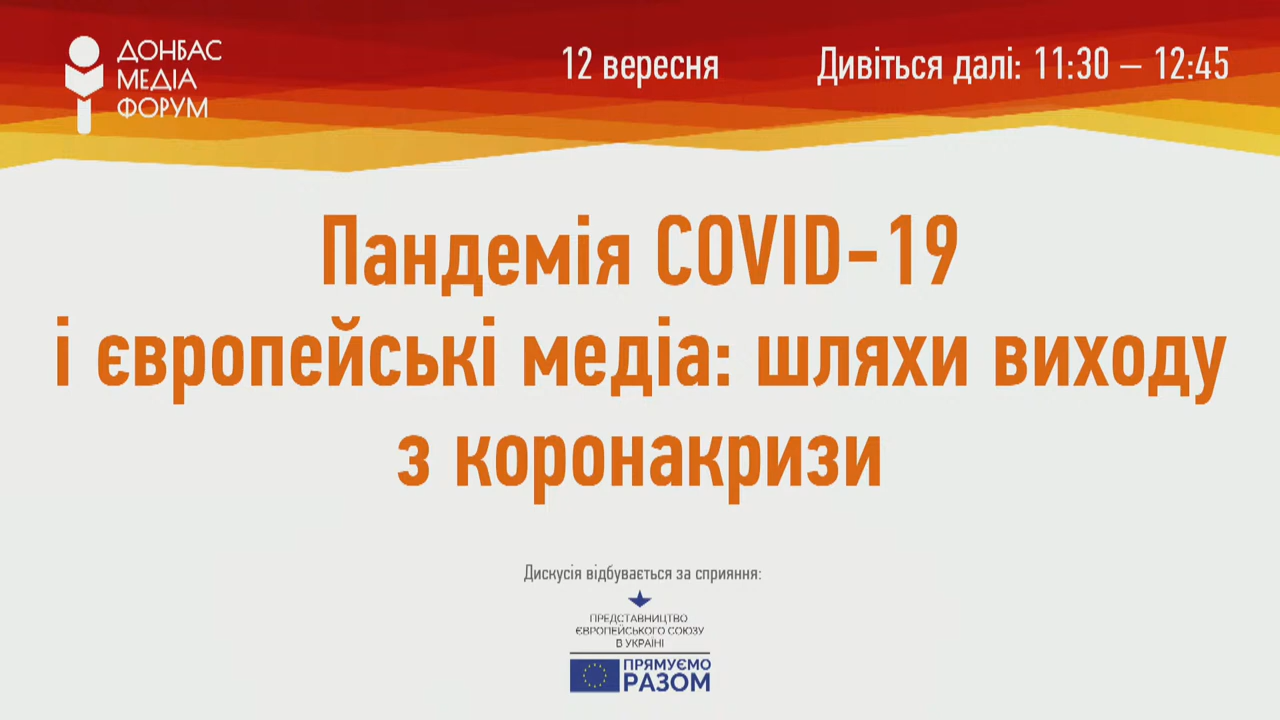 ДОНБАС
МЕДІА
ФОРУМ
12 вересня
Дивіться далі: 11:30 – 12:45
Пандемія COVID-19
і європейські медіа: шляхи виходу
з коронакризи
Дискусія відбувається за сприяння:
ПРЕДСТАВНИЦТВО
ЄВРОПЕЙСЬКОГО СОЮЗУ
В УКРАЇНІ
ПРЯМУЄМО
РАЗОМ